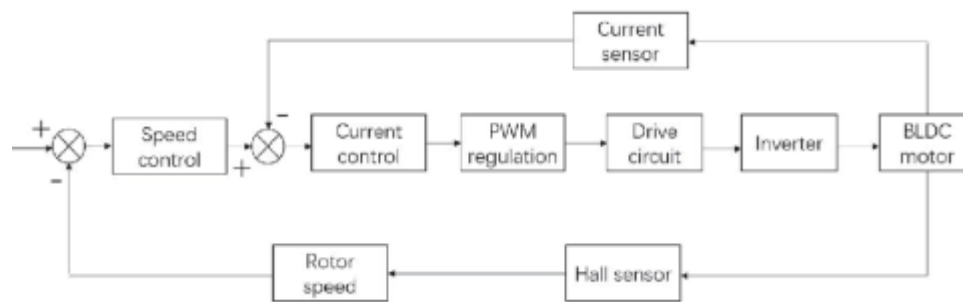 Current
sensor
+
−
−
+
Speed
control
Current
control
PWM
regulation
Drive
circuit
Inverter
BLDC
motor
Rotor
speed
Hall sensor